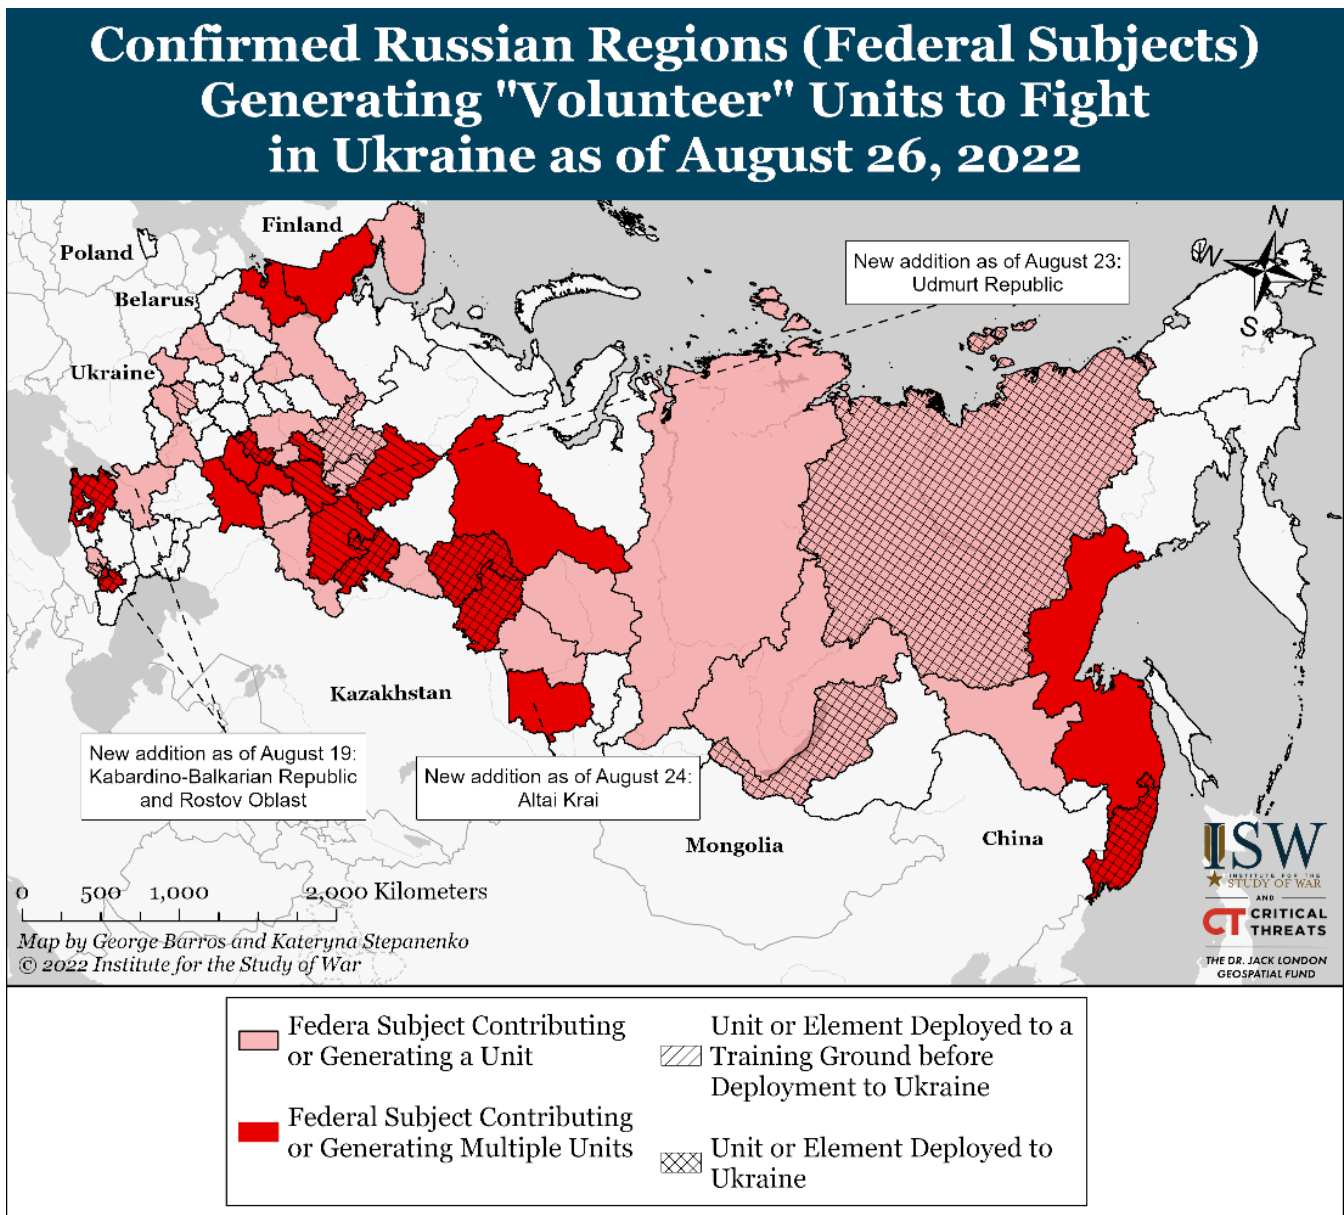 Confirmed Russian Regions (Federal Subjects)
Generating "Volunteer" Units to Fight
in Ukraine as of August 26, 2022
Finland
Poland
Belarus
Ukraine
New addition as of August 23:
Udmurt Republic
N
W
E
S
Kazakhstan
New addition as of August 19:
Kabardino-Balkarian Republic
and Rostov Oblast
New addition as of August 24:
Altai Krai
Mongolia
China
0 500 1,000 2,000 Kilometers
Map by George Barros and Kateryna Stepanenko
© 2022 Institute for the Study of War
ISW
INSTITUTE FOR THE
STUDY OF WAR
AND
CT CRITICAL
THREATS
THE DR. JACK LONDON
GEOSPATIAL FUND
Federa Subject Contributing
or Generating a Unit
Federal Subject Contributing
or Generating Multiple Units
Unit or Element Deployed to a
Training Ground before
Deployment to Ukraine
Unit or Element Deployed to
Ukraine